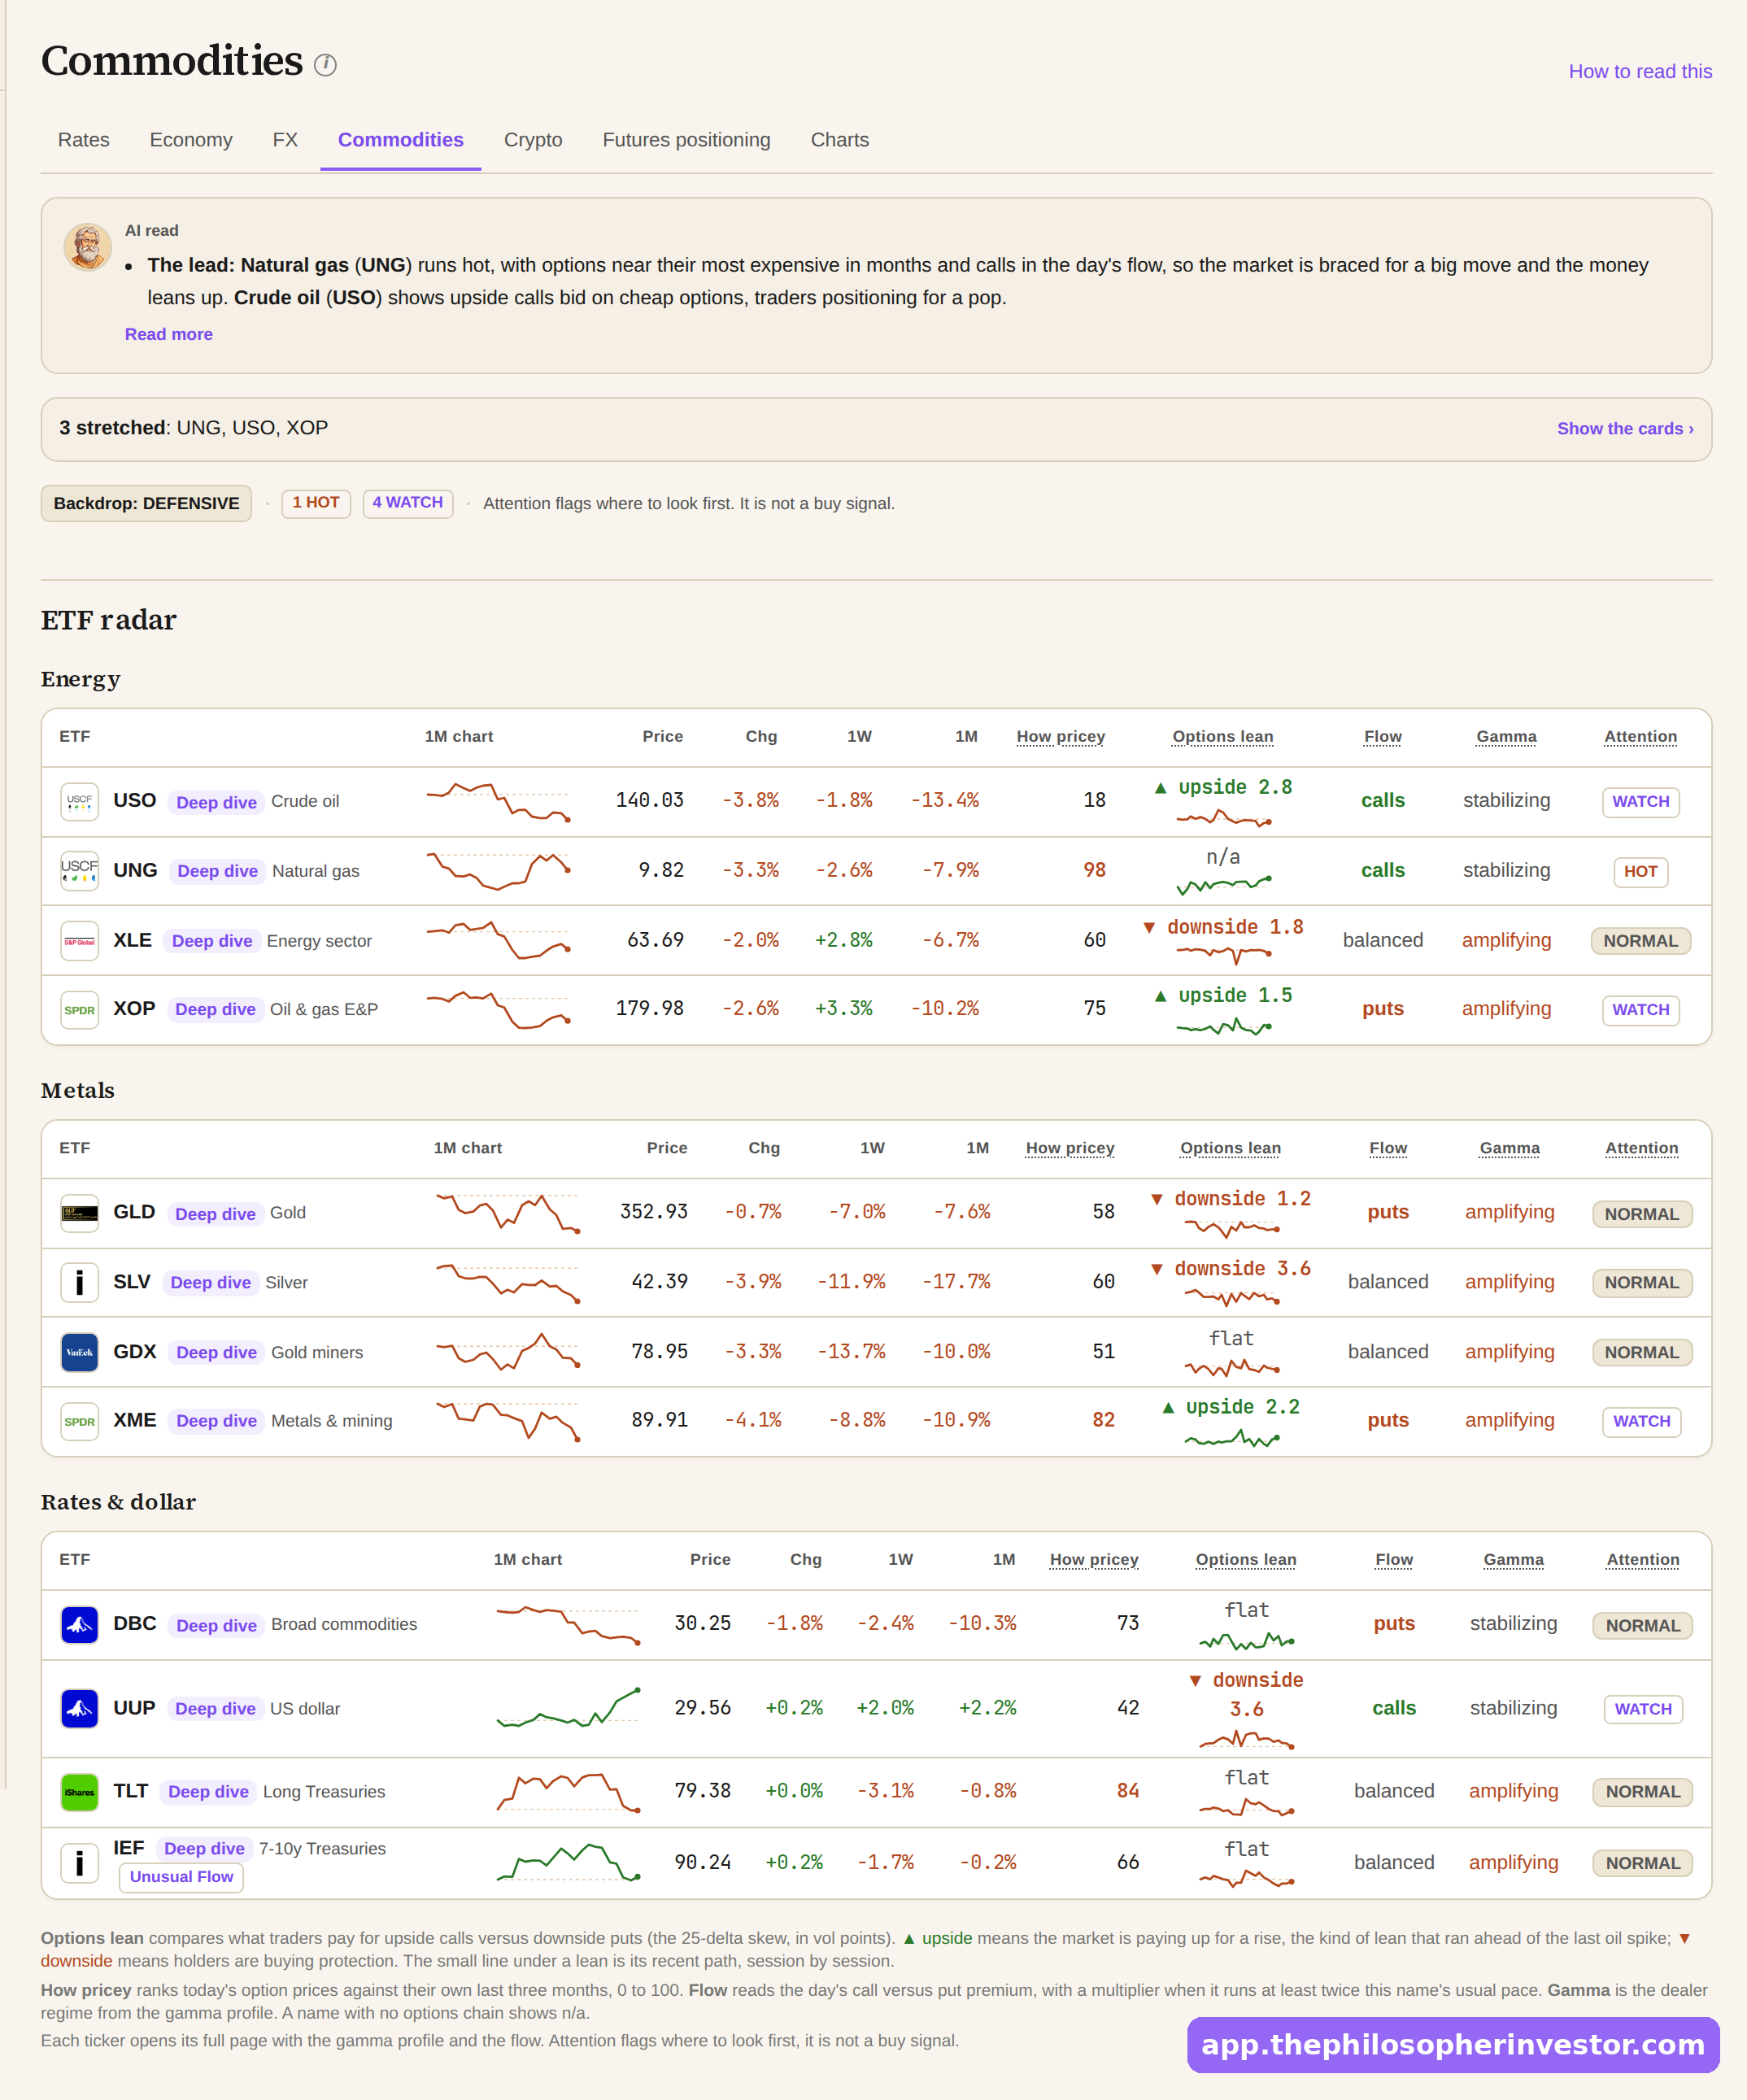 Commodities i
How to read this
Rates Economy FX Commodities Crypto Futures positioning Charts
AI read
• The lead: Natural gas (UNG) runs hot, with options near their most expensive in months and calls in the day's flow, so the market is braced for a big move and the money
leans up. Crude oil (USO) shows upside calls bid on cheap options, traders positioning for a pop.
Read more
3 stretched: UNG, USO, XOP Show the cards ›
Backdrop: DEFENSIVE · 1 HOT 4 WATCH · Attention flags where to look first. It is not a buy signal.
ETF radar
Energy
ETF 1M chart Price Chg 1W 1M How pricey Options lean Flow Gamma Attention
USCF USO Deep dive Crude oil 140.03 -3.8% -1.8% -13.4% 18 ▲ upside 2.8 calls stabilizing WATCH
USCF UNG Deep dive Natural gas 9.82 -3.3% -2.6% -7.9% 98 n/a calls stabilizing HOT
S&P Global XLE Deep dive Energy sector 63.69 -2.0% +2.8% -6.7% 60 ▼ downside 1.8 balanced amplifying NORMAL
SPDR XOP Deep dive Oil & gas E&P 179.98 -2.6% +3.3% -10.2% 75 ▲ upside 1.5 puts amplifying WATCH
Metals
ETF 1M chart Price Chg 1W 1M How pricey Options lean Flow Gamma Attention
GLD GLD Deep dive Gold 352.93 -0.7% -7.0% -7.6% 58 ▼ downside 1.2 puts amplifying NORMAL
i SLV Deep dive Silver 42.39 -3.9% -11.9% -17.7% 60 ▼ downside 3.6 balanced amplifying NORMAL
VanEck GDX Deep dive Gold miners 78.95 -3.3% -13.7% -10.0% 51 flat balanced amplifying NORMAL
SPDR XME Deep dive Metals & mining 89.91 -4.1% -8.8% -10.9% 82 ▲ upside 2.2 puts amplifying WATCH
Rates & dollar
ETF 1M chart Price Chg 1W 1M How pricey Options lean Flow Gamma Attention
DBC Deep dive Broad commodities 30.25 -1.8% -2.4% -10.3% 73 flat puts stabilizing NORMAL
UUP Deep dive US dollar 29.56 +0.2% +2.0% +2.2% 42 ▼ downside 3.6 calls stabilizing WATCH
iShares TLT Deep dive Long Treasuries 79.38 +0.0% -3.1% -0.8% 84 flat balanced amplifying NORMAL
i IEF Deep dive 7-10y Treasuries 90.24 +0.2% -1.7% -0.2% 66 flat balanced amplifying NORMAL
Unusual Flow
Options lean compares what traders pay for upside calls versus downside puts (the 25-delta skew, in vol points). ▲ upside means the market is paying up for a rise, the kind of lean that ran ahead of the last oil spike; ▼
downside means holders are buying protection. The small line under a lean is its recent path, session by session.
How pricey ranks today's option prices against their own last three months, 0 to 100. Flow reads the day's call versus put premium, with a multiplier when it runs at least twice this name's usual pace. Gamma is the dealer
regime from the gamma profile. A name with no options chain shows n/a.
Each ticker opens its full page with the gamma profile and the flow. Attention flags where to look first, it is not a buy signal.
app.thephilosopherinvestor.com